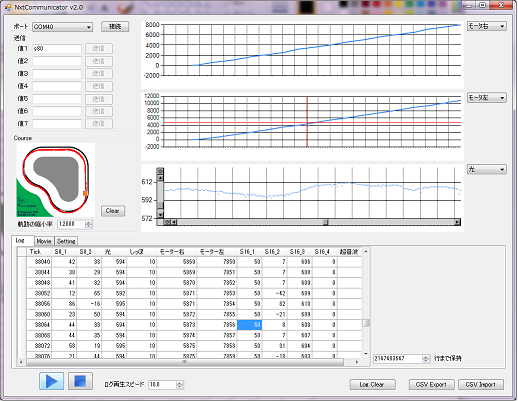 NxtCommunicator v2.0
ポート COM40 接続
送信
値1 s80 送信
値2 送信
値3 送信
値4 送信
値5 送信
値6 送信
値7 送信
Course
軌跡の縮小率 12000 Clear
8000
6000
4000
2000
0
-2000
モータ右
12000
10000
8000
6000
4000
2000
0
-2000
モータ左
612
592
572
光
Log Movie Setting
Tick S8_1 S8_2 光 しっぽ モーター右 モーター左 S16_1 S16_2 S16_3 S16_4 超音波
38040 42 33 594 10 5869 7850 50 7 606 0
38044 39 29 594 10 5869 7851 50 7 608 0
38048 41 32 594 10 5870 7852 50 7 609 0
38052 12 65 592 10 5871 7853 50 -42 609 0
38056 86 -16 595 10 5871 7854 50 82 610 0
38060 23 50 594 10 5872 7855 50 -21 609 0
38064 44 33 594 10 5873 7856 50 8 608 0
38068 44 35 594 10 5874 7857 50 7 607 0
38072 58 19 595 10 5875 7858 50 31 604 0
38076 21 44 594 10 5875 7859 50 -18 603 0
2147483647 行まで保持
ログ再生スピード 10.0 Log Clear CSV Export CSV Import